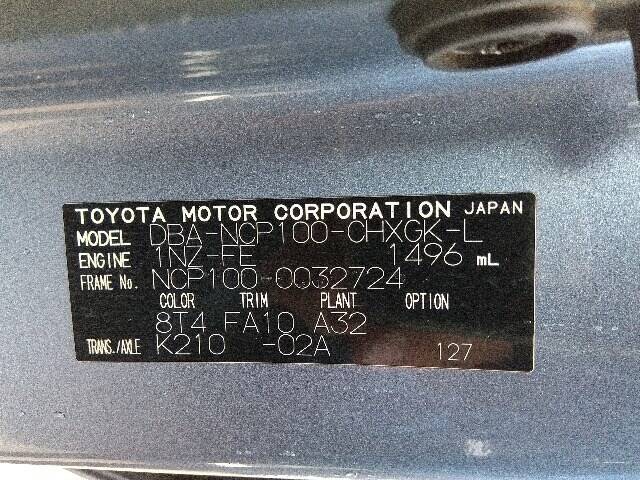 TOYOTA MOTOR CORPORATION JAPAN
MODEL DBA-NCP100-CHXGK-L
ENGINE 1NZ-FE 1496 mL
FRAME No. NCP100-0032724
COLOR TRIM PLANT OPTION
8T4 FA10 A32
TRANS./AXLE K210 -02A 127